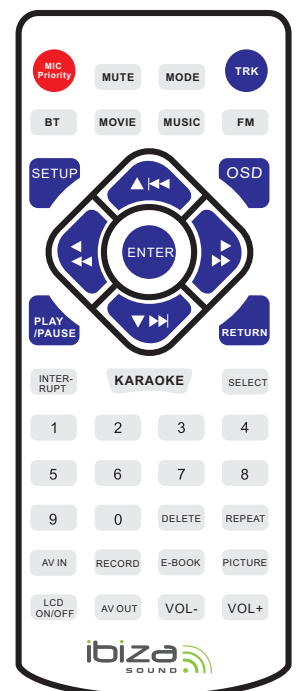 MIC Priority MUTE MODE TRK
BT MOVIE MUSIC FM
SETUP OSD
ENTER
PLAY /PAUSE RETURN
INTER-RUPT KARAOKE SELECT
1 2 3 4
5 6 7 8
9 0 DELETE REPEAT
AV IN RECORD E-BOOK PICTURE
LCD ON/OFF AV OUT VOL- VOL+
ibiza
SOUND